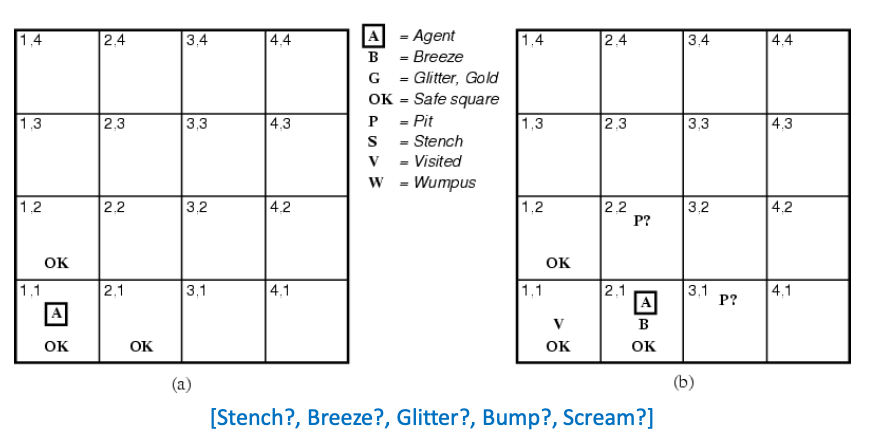 1,4 2,4 3,4 4,4
1,3 2,3 3,3 4,3
1,2 2,2 3,2 4,2
OK
1,1 2,1 3,1 4,1
A
OK OK
(a)
A = Agent
B = Breeze
G = Glitter, Gold
OK = Safe square
P = Pit
S = Stench
V = Visited
W = Wumpus
1,4 2,4 3,4 4,4
1,3 2,3 3,3 4,3
1,2 2,2 3,2 4,2
P?
OK
1,1 2,1 3,1 4,1
A P?
V B
OK OK
(b)
[Stench?, Breeze?, Glitter?, Bump?, Scream?]